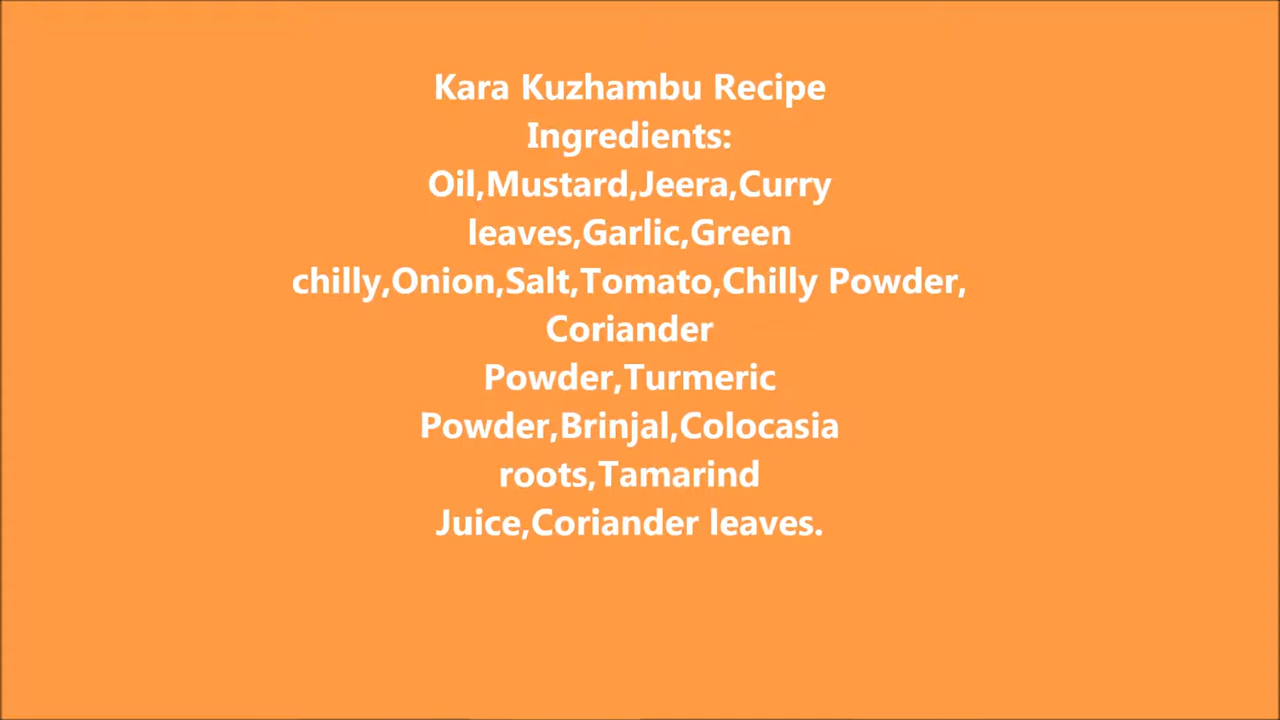 Kara Kuzhambu Recipe
Ingredients:
Oil,Mustard,Jeera,Curry
leaves,Garlic,Green
chilly,Onion,Salt,Tomato,Chilly Powder,
Coriander
Powder,Turmeric
Powder,Brinjal,Colocasia
roots,Tamarind
Juice,Coriander leaves.